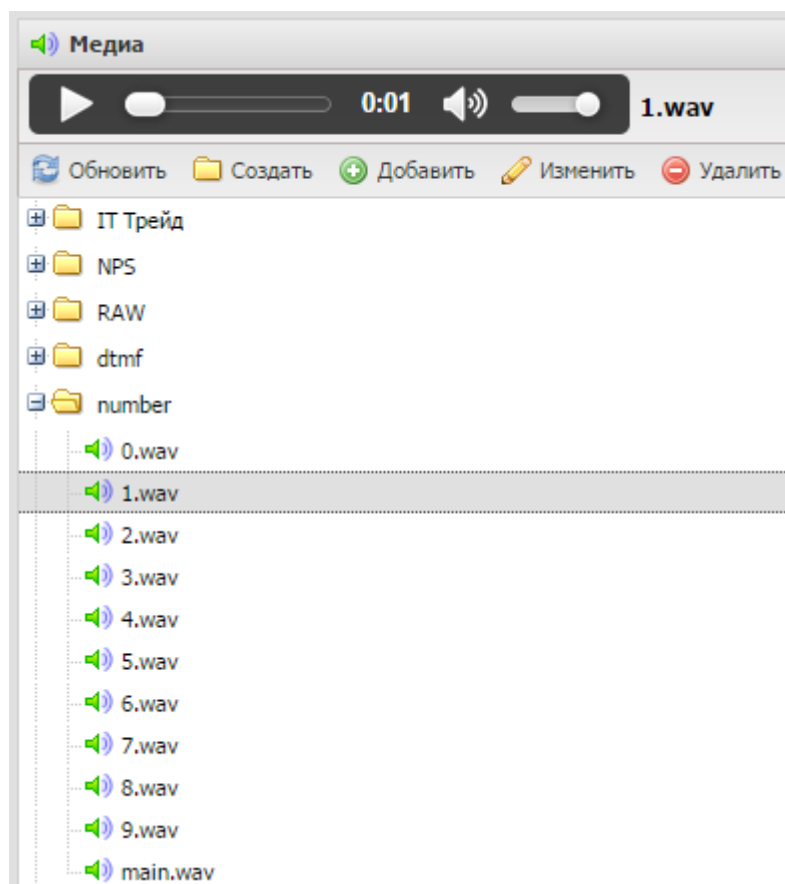 Медиа
0:01 1.wav
Обновить Создать Добавить Изменить Удалить
IT Трейд
NPS
RAW
dtmf
number
0.wav
1.wav
2.wav
3.wav
4.wav
5.wav
6.wav
7.wav
8.wav
9.wav
main.wav